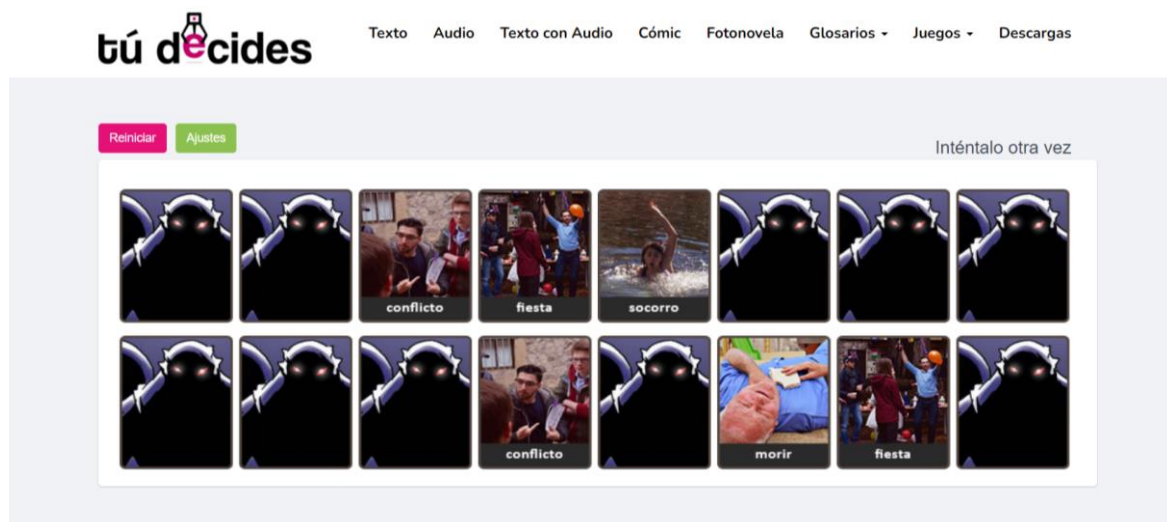 tú decides
Texto Audio Texto con Audio Cómic Fotonovela Glosarios Juegos Descargas
Reiniciar Ajustes
Inténtalo otra vez
conflicto fiesta socorro
conflicto morir fiesta